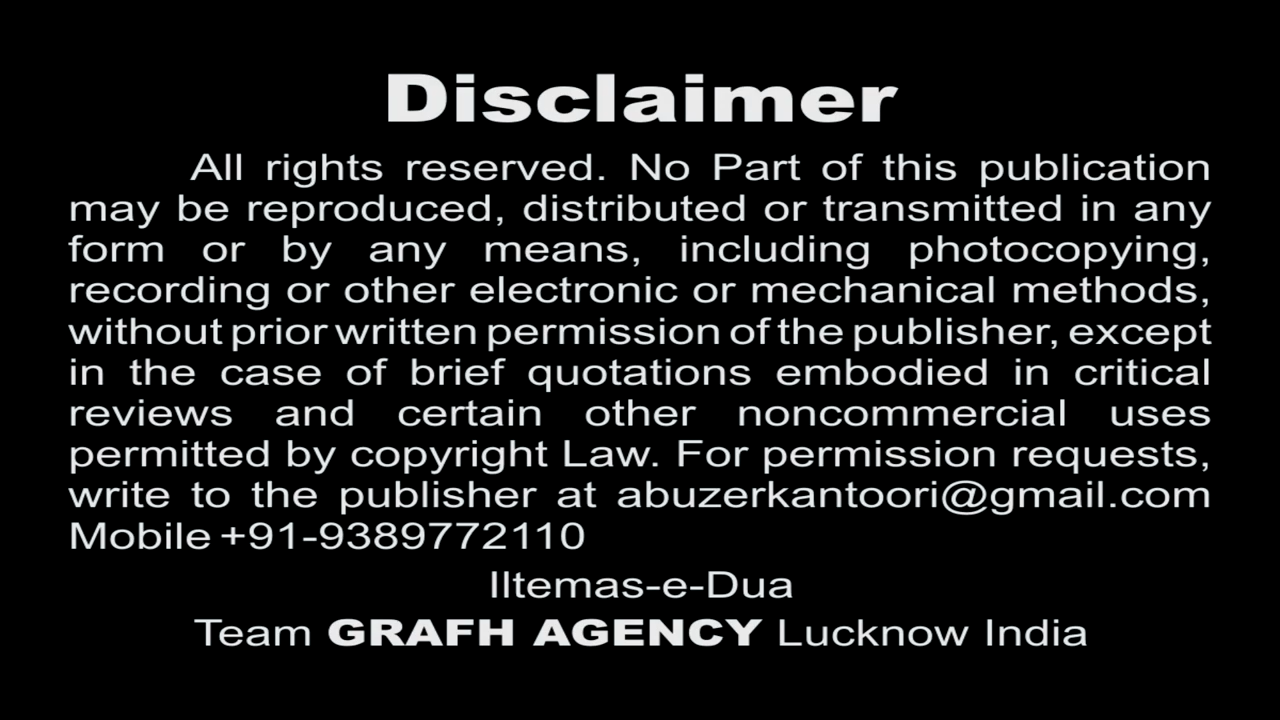 Disclaimer
All rights reserved. No Part of this publication
may be reproduced, distributed or transmitted in any
form or by any means, including photocopying,
recording or other electronic or mechanical methods,
without prior written permission of the publisher, except
in the case of brief quotations embodied in critical
reviews and certain other noncommercial uses
permitted by copyright Law. For permission requests,
write to the publisher at abuzerkantoori@gmail.com
Mobile +91-9389772110
Iltemas-e-Dua
Team GRAFH AGENCY Lucknow India